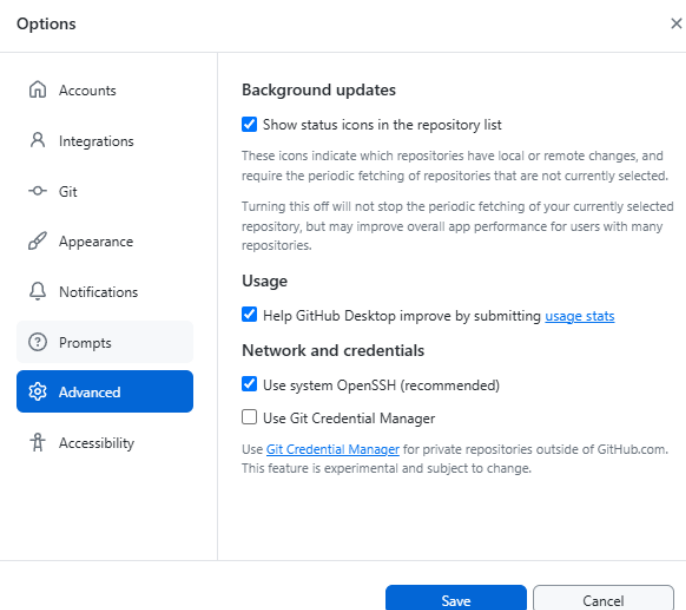 Options
Accounts
Integrations
Git
Appearance
Notifications
Prompts
Advanced
Accessibility
Background updates
Show status icons in the repository list
These icons indicate which repositories have local or remote changes, and
require the periodic fetching of repositories that are not currently selected.
Turning this off will not stop the periodic fetching of your currently selected
repository, but may improve overall app performance for users with many
repositories.
Usage
Help GitHub Desktop improve by submitting usage stats
Network and credentials
Use system OpenSSH (recommended)
Use Git Credential Manager
Use Git Credential Manager for private repositories outside of GitHub.com.
This feature is experimental and subject to change.
Save
Cancel